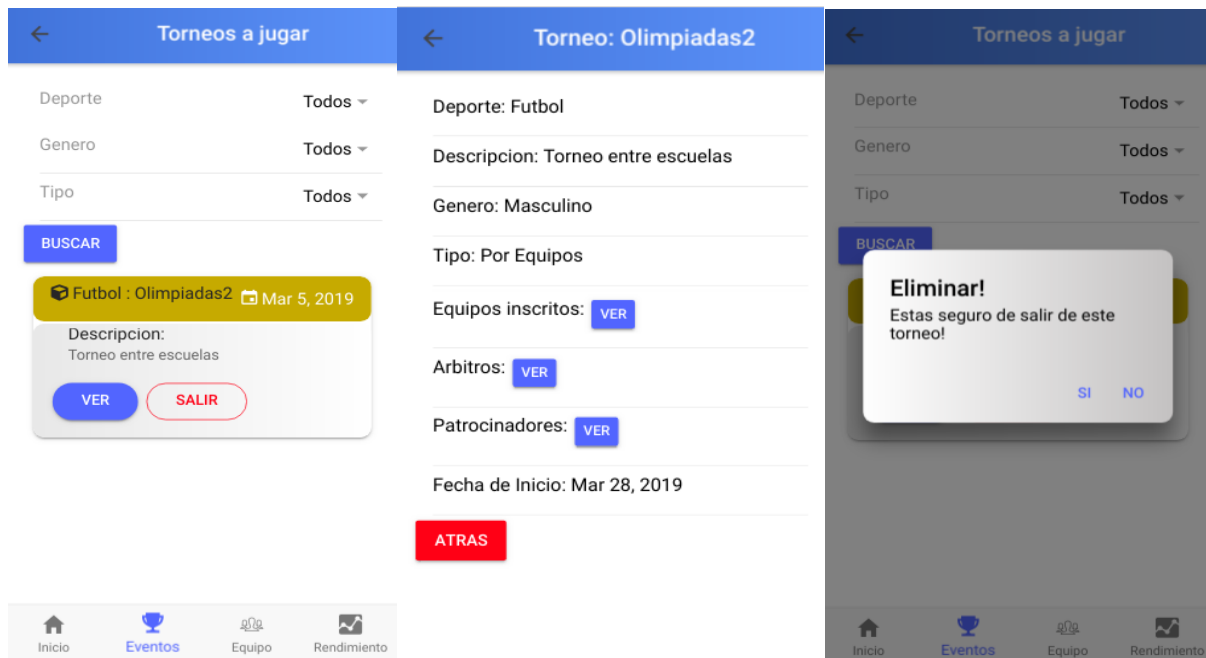 Torneos a jugar
Deporte Todos
Genero Todos
Tipo Todos
BUSCAR
Futbol : Olimpiadas2 Mar 5, 2019
Descripcion:
Torneo entre escuelas
VER SALIR
Inicio Eventos Equipo Rendimiento
Torneo: Olimpiadas2
Deporte: Futbol
Descripcion: Torneo entre escuelas
Genero: Masculino
Tipo: Por Equipos
Equipos inscritos: VER
Arbitros: VER
Patrocinadores: VER
Fecha de Inicio: Mar 28, 2019
ATRAS
Torneos a jugar
Deporte Todos
Genero Todos
Tipo Todos
BUSCAR
Eliminar!
Estas seguro de salir de este
torneo!
SI NO
Inicio Eventos Equipo Rendimiento